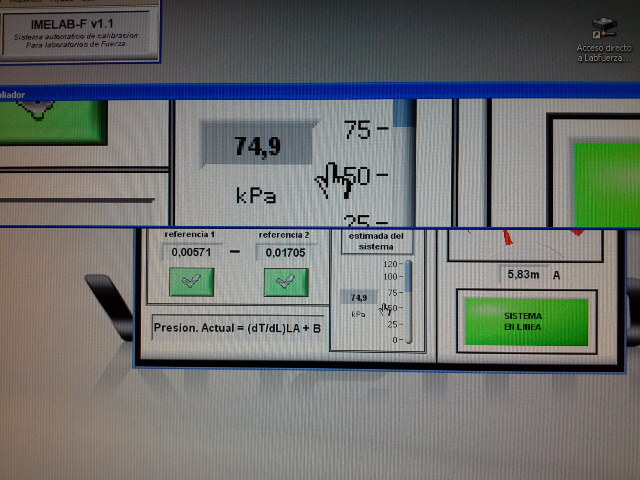 IMELAB-F v1.1
Sistema automatico de calibracion
Para laboratorios de Fuerza
Acceso directo
a Labfuerza...
liador
74,9
kPa
75
50
25
referencia 1
referencia 2
0,00571
–
0,01705
Presion. Actual = (dT/dL)LA + B
estimada del
sistema
120
100
75
50
25
0
74,9
kPa
5,83m A
SISTEMA
EN LINEA